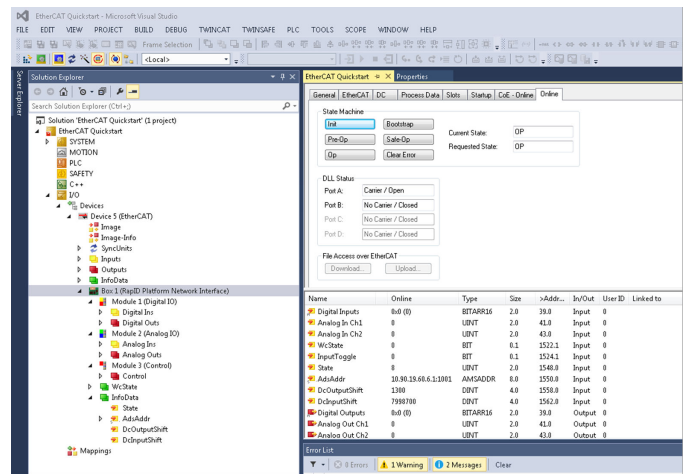 EtherCAT Quickstart - Microsoft Visual Studio
FILE EDIT VIEW PROJECT BUILD DEBUG TWINCAT TWINSAFE PLC TOOLS SCOPE WINDOW HELP
Frame Selection
<Local>
Server Explorer
Solution Explorer
Search Solution Explorer (Ctrl+;)
Solution 'EtherCAT Quickstart' (1 project)
EtherCAT Quickstart
SYSTEM
MOTION
PLC
SAFETY
C++
I/O
Devices
Device 5 (EtherCAT)
Image
Image-Info
SyncUnits
Inputs
Outputs
InfoData
Box 1 (RapID Platform Network Interface)
Module 1 (Digital IO)
Digital Ins
Digital Outs
Module 2 (Analog IO)
Analog Ins
Analog Outs
Module 3 (Control)
Control
WcState
InfoData
State
AdsAddr
DcOutputShift
DcInputShift
Mappings
EtherCAT Quickstart Properties
General EtherCAT DC Process Data Slots Startup CoE - Online Online
State Machine
Init Bootstrap
Pre-Op Safe-Op
Op Clear Error
Current State: OP
Requested State: OP
DLL Status
Port A: Carrier / Open
Port B: No Carrier / Closed
Port C: No Carrier / Closed
Port D: No Carrier / Closed
File Access over EtherCAT
Download... Upload...
Name Online Type Size >Addr... In/Out User ID Linked to
Digital Inputs 0x0 (0) BITARR16 2.0 39.0 Input 0
Analog In Ch1 0 UINT 2.0 41.0 Input 0
Analog In Ch2 0 UINT 2.0 43.0 Input 0
WcState 0 BIT 0.1 1522.1 Input 0
InputToggle 0 BIT 0.1 1524.1 Input 0
State 8 UINT 2.0 1548.0 Input 0
AdsAddr 10.90.19.60.6.1:1001 AMSADDR 8.0 1550.0 Input 0
DcOutputShift 1300 DINT 4.0 1558.0 Input 0
DcInputShift 7998700 DINT 4.0 1562.0 Input 0
Digital Outputs 0x0 (0) BITARR16 2.0 39.0 Output 0
Analog Out Ch1 0 UINT 2.0 41.0 Output 0
Analog Out Ch2 0 UINT 2.0 43.0 Output 0
Error List
0 Errors 1 Warning 2 Messages Clear